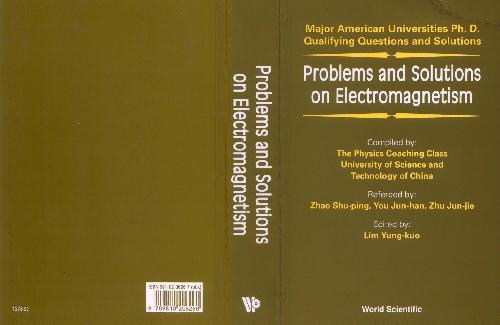 Major American Universities Ph. D.
Qualifying Questions and Solutions
Problems and Solutions
on Electromagnetism
Compiled by:
The Physics Coaching Class
University of Science and
Technology of China
Refereed by:
Zhao Shu-ping, You Jun-han, Zhu Jun-jie
Edited by:
Lim Yung-kuo
World Scientific
Problems and Solutions
on Electromagnetism